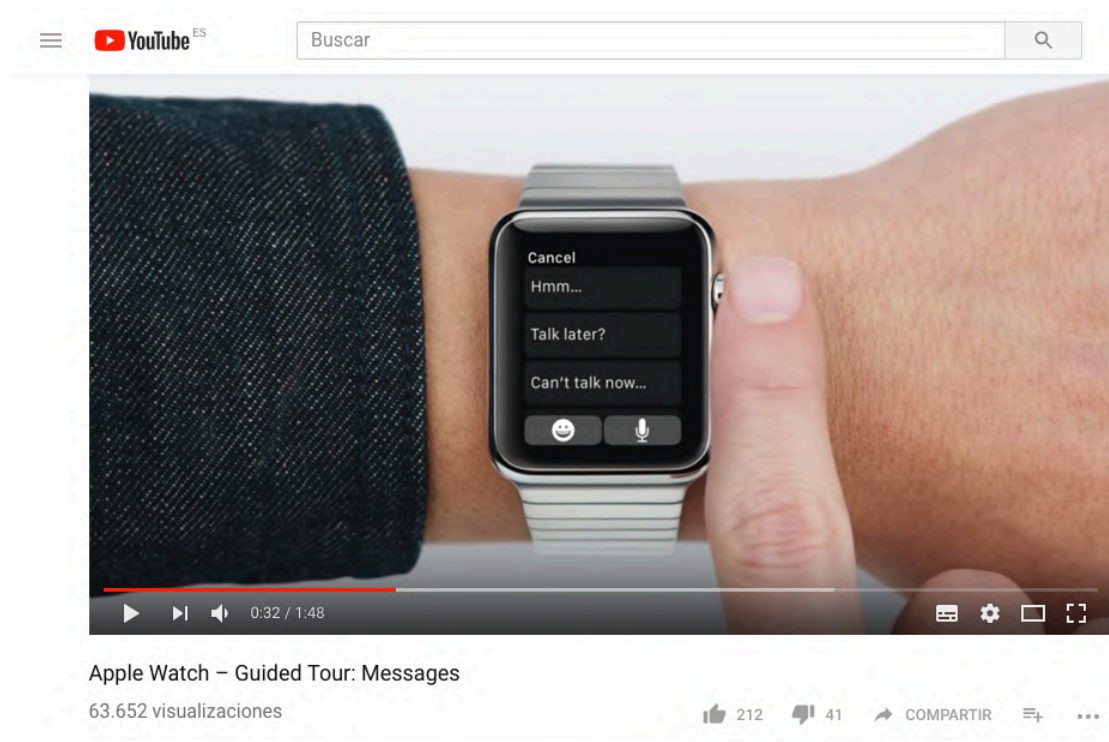 YouTube ES
Buscar
Cancel
Hmm...
Talk later?
Can't talk now...
0:32 / 1:48
Apple Watch – Guided Tour: Messages
63.652 visualizaciones
212
41
COMPARTIR